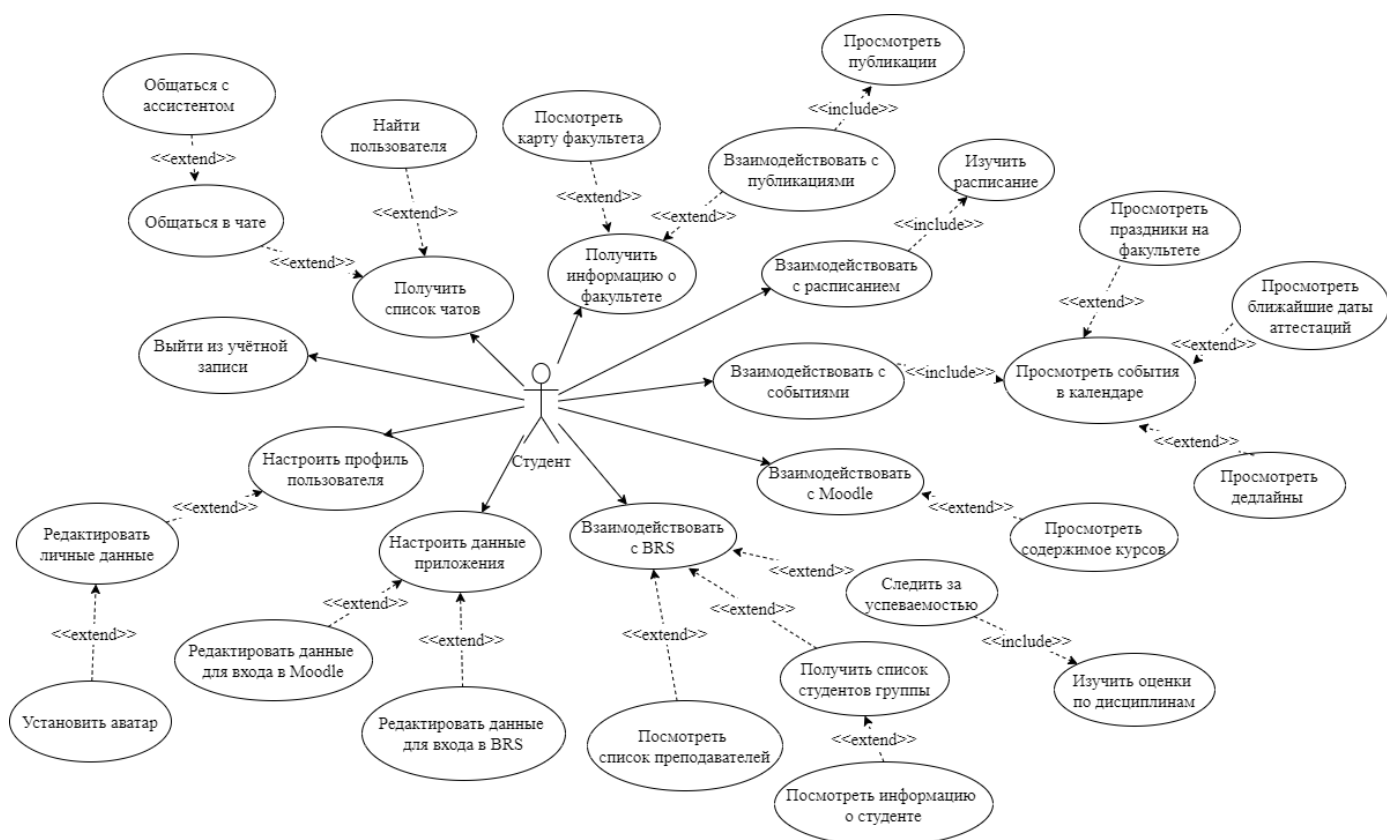 Просмотреть
публикации
Общаться с
ассистентом
<<include>>
Найти
пользователя
Посмотреть
карту факультета
<<extend>>
Взаимодействовать с
публикациями
Изучить
расписание
<<extend>>
<<extend>>
<<extend>>
<<include>>
Общаться в чате
Просмотреть
праздники на
факультете
<<extend>>
Получить
список чатов
Получить
информацию о
факультете
Взаимодействовать
с расписанием
Просмотреть
ближайшие даты
аттестаций
<<extend>>
<<extend>>
Выйти из учётной
записи
Взаимодействовать с
событиями
<<include>>
Просмотреть события
в календаре
<<extend>>
Студент
Настроить профиль
пользователя
Взаимодействовать
с Moodle
Просмотреть
дедлайны
<<extend>>
<<extend>>
Редактировать
личные данные
Настроить данные
приложения
Взаимодействовать
с BRS
Просмотреть
содержимое курсов
<<extend>>
Следить за
успеваемостью
<<extend>>
<<extend>>
<<extend>>
<<extend>>
<<extend>>
<<include>>
Редактировать данные
для входа в Moodle
Получить список
студентов группы
Изучить оценки
по дисциплинам
Установить аватар
Редактировать данные
для входа в BRS
Посмотреть
список преподавателей
<<extend>>
Посмотреть информацию
о студенте